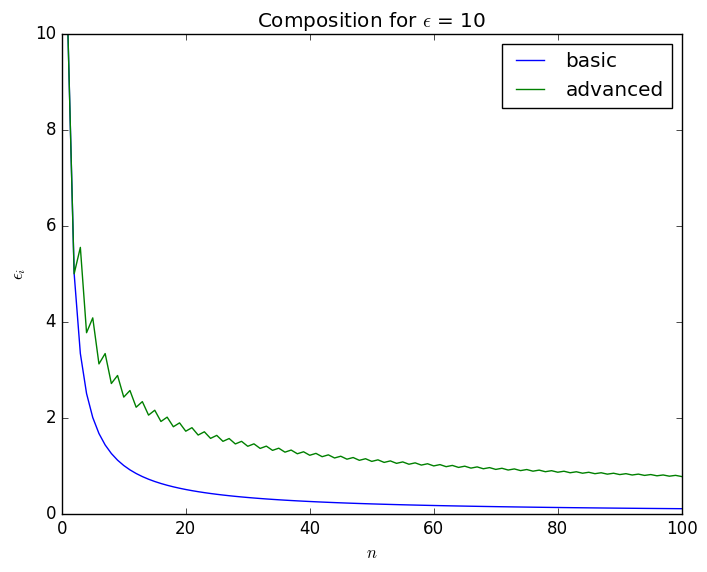 Composition for ϵ = 10
basic
advanced
10
8
6
4
2
0
ϵᵢ
0 20 40 60 80 100
n